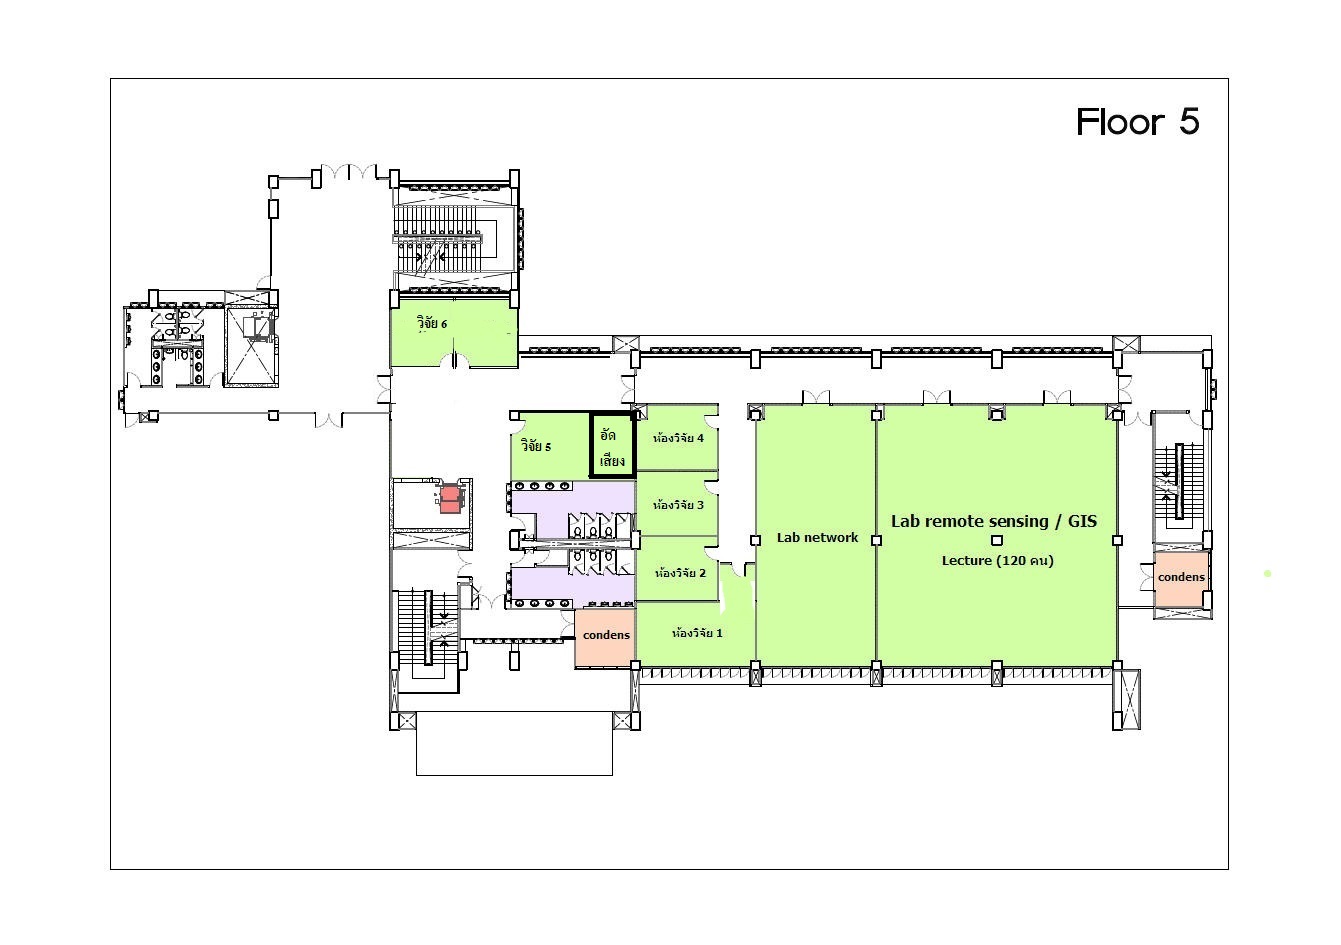 Floor 5
วิจัย 6
วิจัย 5
อัด
เสียง
ห้องวิจัย 4
ห้องวิจัย 3
ห้องวิจัย 2
ห้องวิจัย 1
Lab network
Lab remote sensing / GIS
Lecture (120 คน)
condens
condens